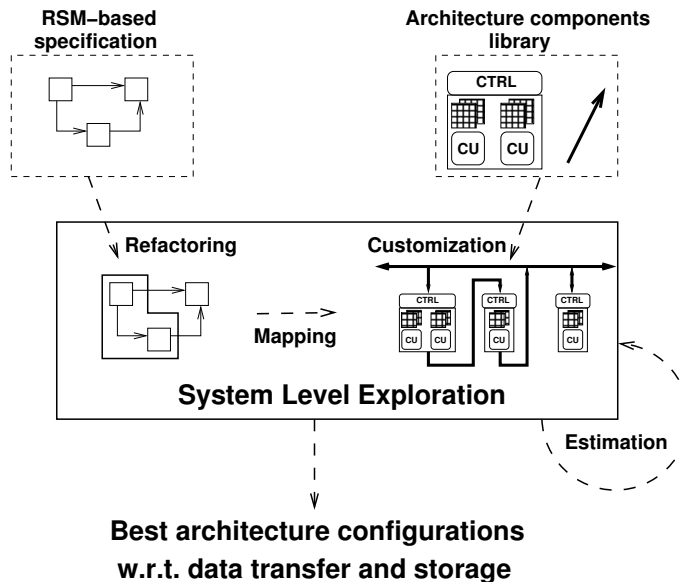 RSM−based
specification
Architecture components
library
CTRL
CU CU
Refactoring
Customization
Mapping
CTRL CTRL CTRL
CU CU CU CU
System Level Exploration
Estimation
Best architecture configurations
w.r.t. data transfer and storage